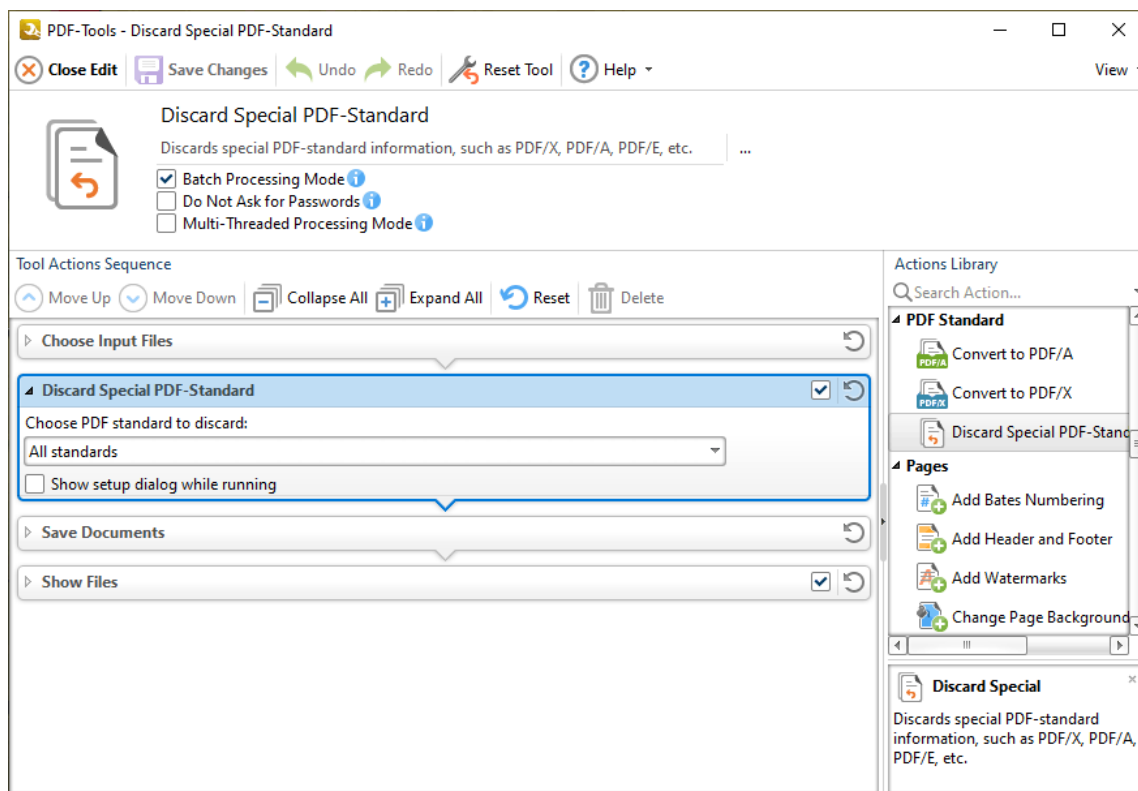 PDF-Tools - Discard Special PDF-Standard
Close Edit Save Changes Undo Redo Reset Tool Help View
Discard Special PDF-Standard
Discards special PDF-standard information, such as PDF/X, PDF/A, PDF/E, etc. ...
Batch Processing Mode
Do Not Ask for Passwords
Multi-Threaded Processing Mode
Tool Actions Sequence
Move Up Move Down Collapse All Expand All Reset Delete
Choose Input Files
Discard Special PDF-Standard
Choose PDF standard to discard:
All standards
Show setup dialog while running
Save Documents
Show Files
Actions Library
Search Action...
PDF Standard
PDF/A Convert to PDF/A
PDF/X Convert to PDF/X
Discard Special PDF-Stand
Pages
# Add Bates Numbering
Add Header and Footer
Add Watermarks
Change Page Background
Discard Special
Discards special PDF-standard
information, such as PDF/X, PDF/A,
PDF/E, etc.